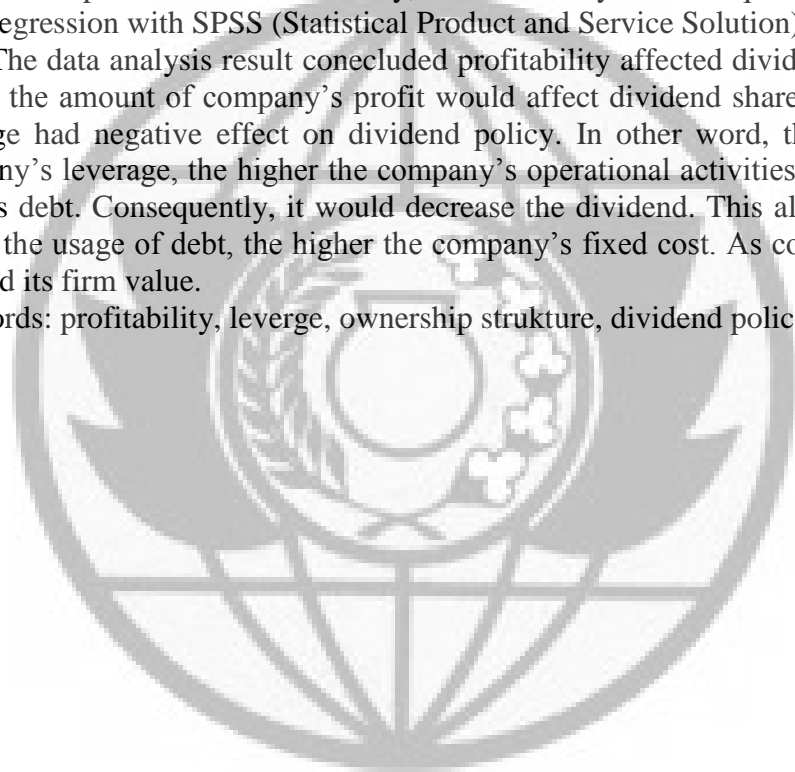 egression with SPSS (Statistical Product and Service Solution)
The data analysis result conecluded profitability affected divid
the amount of company's profit would affect dividend share
ge had negative effect on dividend policy. In other word, th
ny's leverage, the higher the company's operational activities
s debt. Consequently, it would decrease the dividend. This al
the usage of debt, the higher the company's fixed cost. As co
d its firm value.
ords: profitability, leverge, ownership strukture, dividend polic